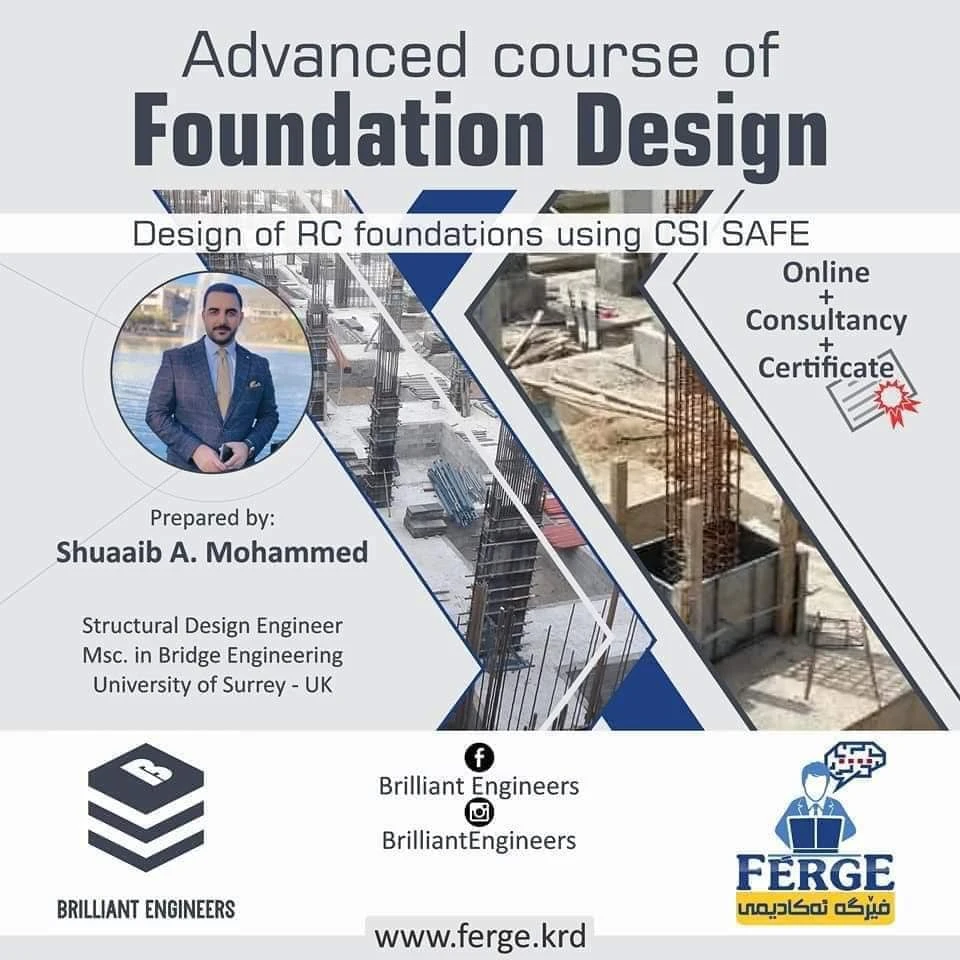 Advanced course of
Foundation Design
Design of RC foundations using CSI SAFE
Online
+
Consultancy
+
Certificate
Prepared by:
Shuaaib A. Mohammed
Structural Design Engineer
Msc. in Bridge Engineering
University of Surrey - UK
B
BRILLIANT ENGINEERS
f
Brilliant Engineers
BrilliantEngineers
FERGE
فێرگە ئەکادیمی
www.ferge.krd